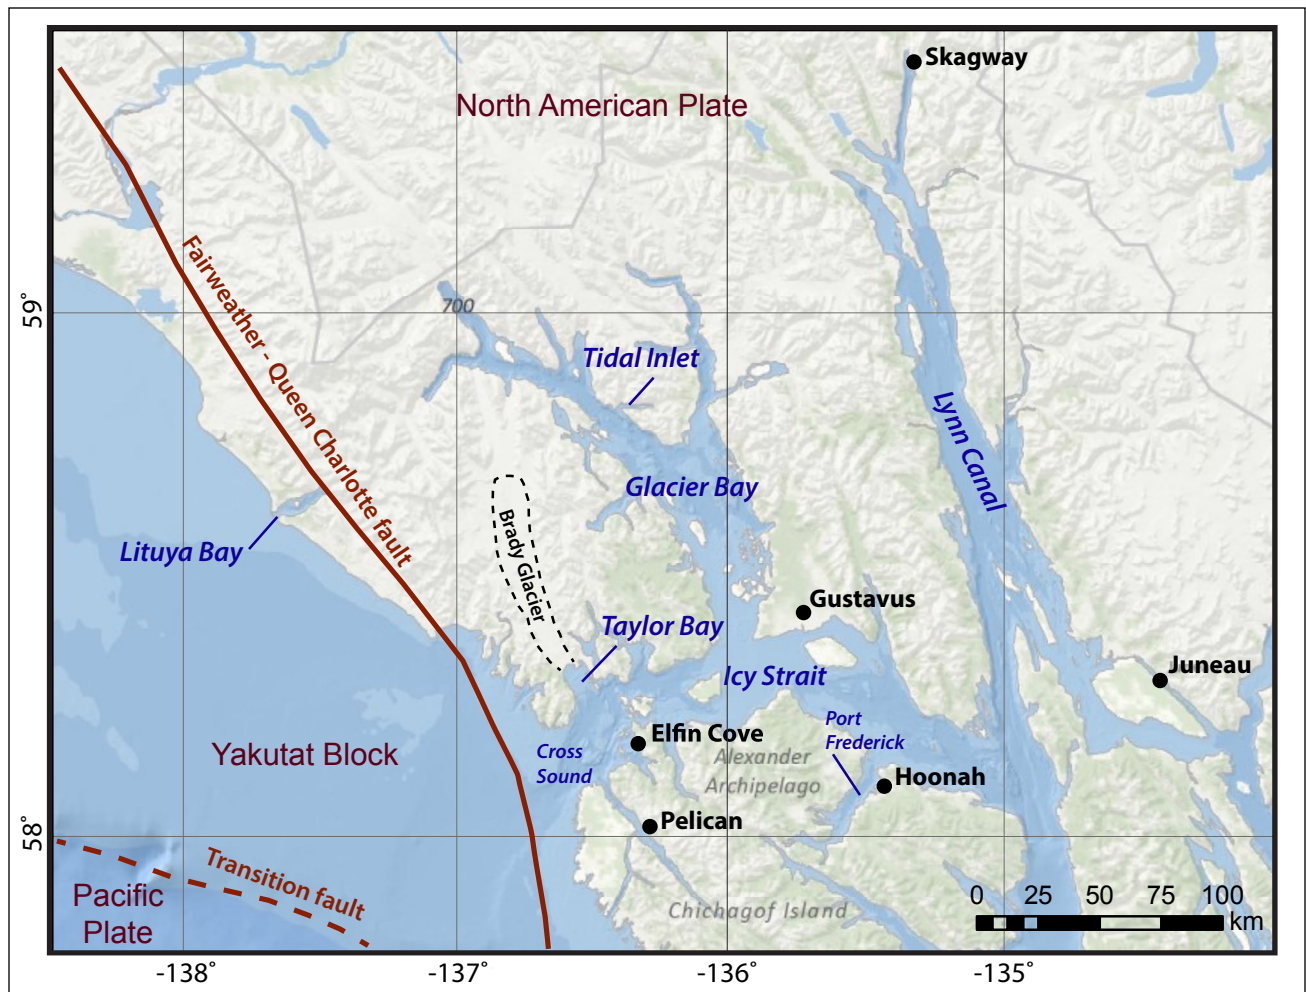 Skagway
North American Plate
59°
Fairweather - Queen Charlotte fault
700
Tidal Inlet
Lynn Canal
Glacier Bay
Brady Glacier
Lituya Bay
Gustavus
Taylor Bay
Icy Strait
Juneau
Port
Frederick
Elfin Cove
Cross
Sound
Alexander
Archipelago
Yakutat Block
Hoonah
Pelican
58°
Transition fault
Pacific
Plate
Chichagof Island
0 25 50 75 100
km
-138° -137° -136° -135°